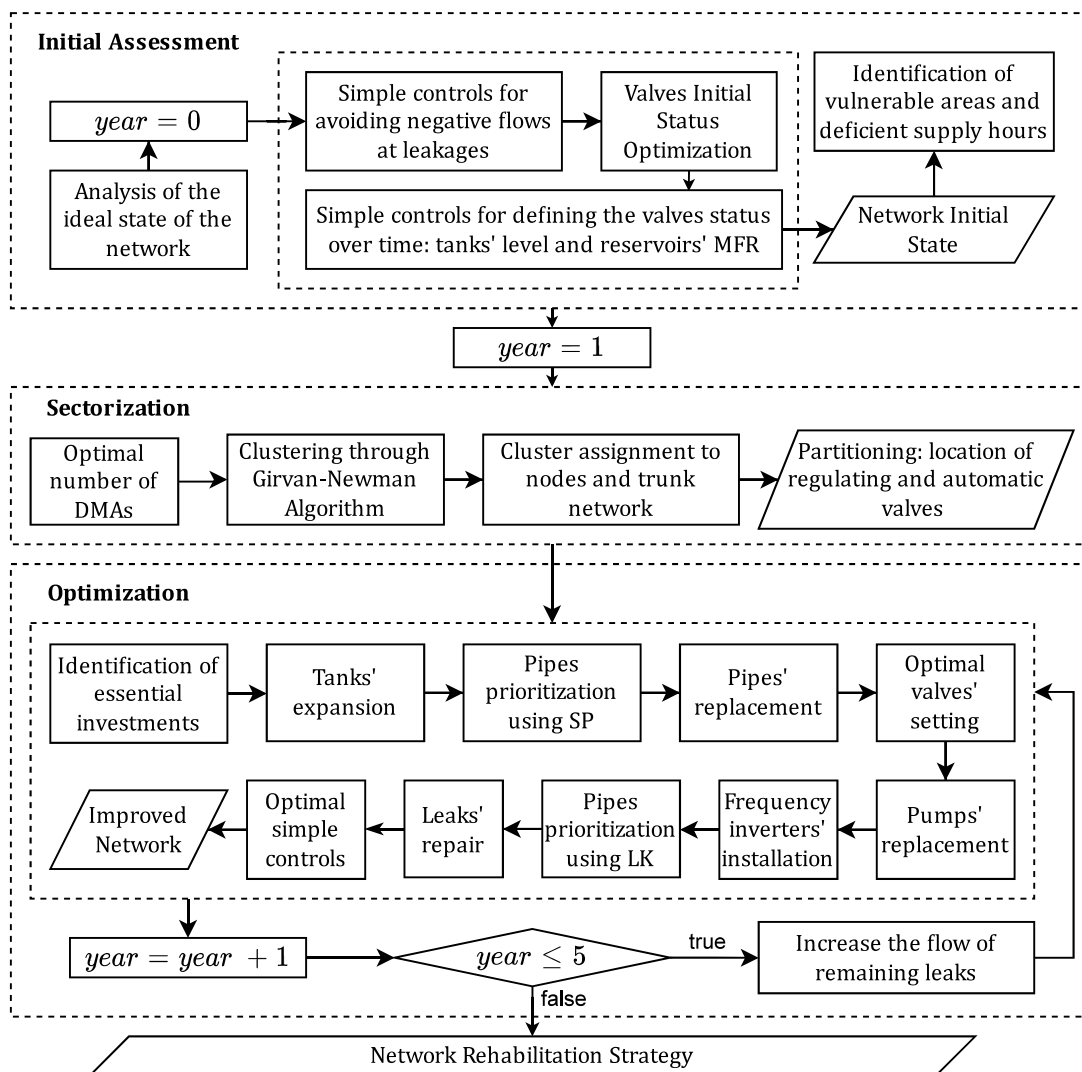 Initial Assessment
year = 0
Analysis of the
ideal state of the
network
Simple controls for
avoiding negative flows
at leakages
Valves Initial
Status
Optimization
Simple controls for defining the valves status
over time: tanks' level and reservoirs' MFR
Network Initial
State
Identification of
vulnerable areas and
deficient supply hours
year = 1
Sectorization
Optimal
number of
DMAs
Clustering through
Girvan-Newman
Algorithm
Cluster assignment to
nodes and trunk
network
Partitioning: location of
regulating and automatic
valves
Optimization
Identification of
essential
investments
Tanks'
expansion
Pipes
prioritization
using SP
Pipes'
replacement
Optimal
valves'
setting
Pumps'
replacement
Frequency
inverters'
installation
Pipes
prioritization
using LK
Leaks'
repair
Optimal
simple
controls
Improved
Network
year = year + 1
year ≤ 5
true
Increase the flow of
remaining leaks
false
Network Rehabilitation Strategy